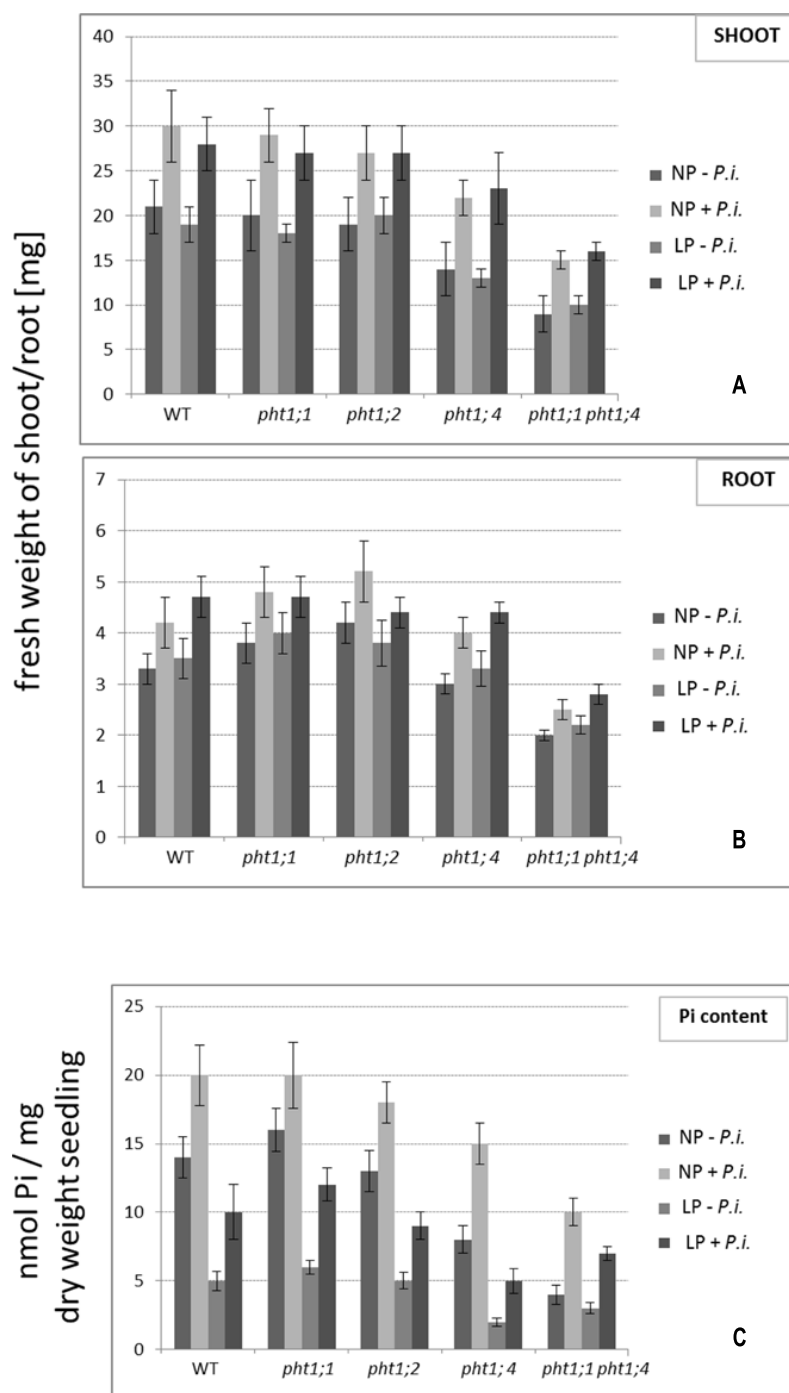 fresh weight of shoot/root [mg]
SHOOT
40
35
30
25
20
15
10
5
0
NP - P.i.
NP + P.i.
LP - P.i.
LP + P.i.
A
WT pht1;1 pht1;2 pht1; 4 pht1;1 pht1;4
ROOT
7
6
5
4
3
2
1
0
NP - P.i.
NP + P.i.
LP - P.i.
LP + P.i.
B
WT pht1;1 pht1;2 pht1; 4 pht1;1 pht1;4
nmol Pi / mg
dry weight seedling
Pi content
25
20
15
10
5
0
NP - P.i.
NP + P.i.
LP - P.i.
LP + P.i.
C
WT pht1;1 pht1;2 pht1; 4 pht1;1 pht1;4